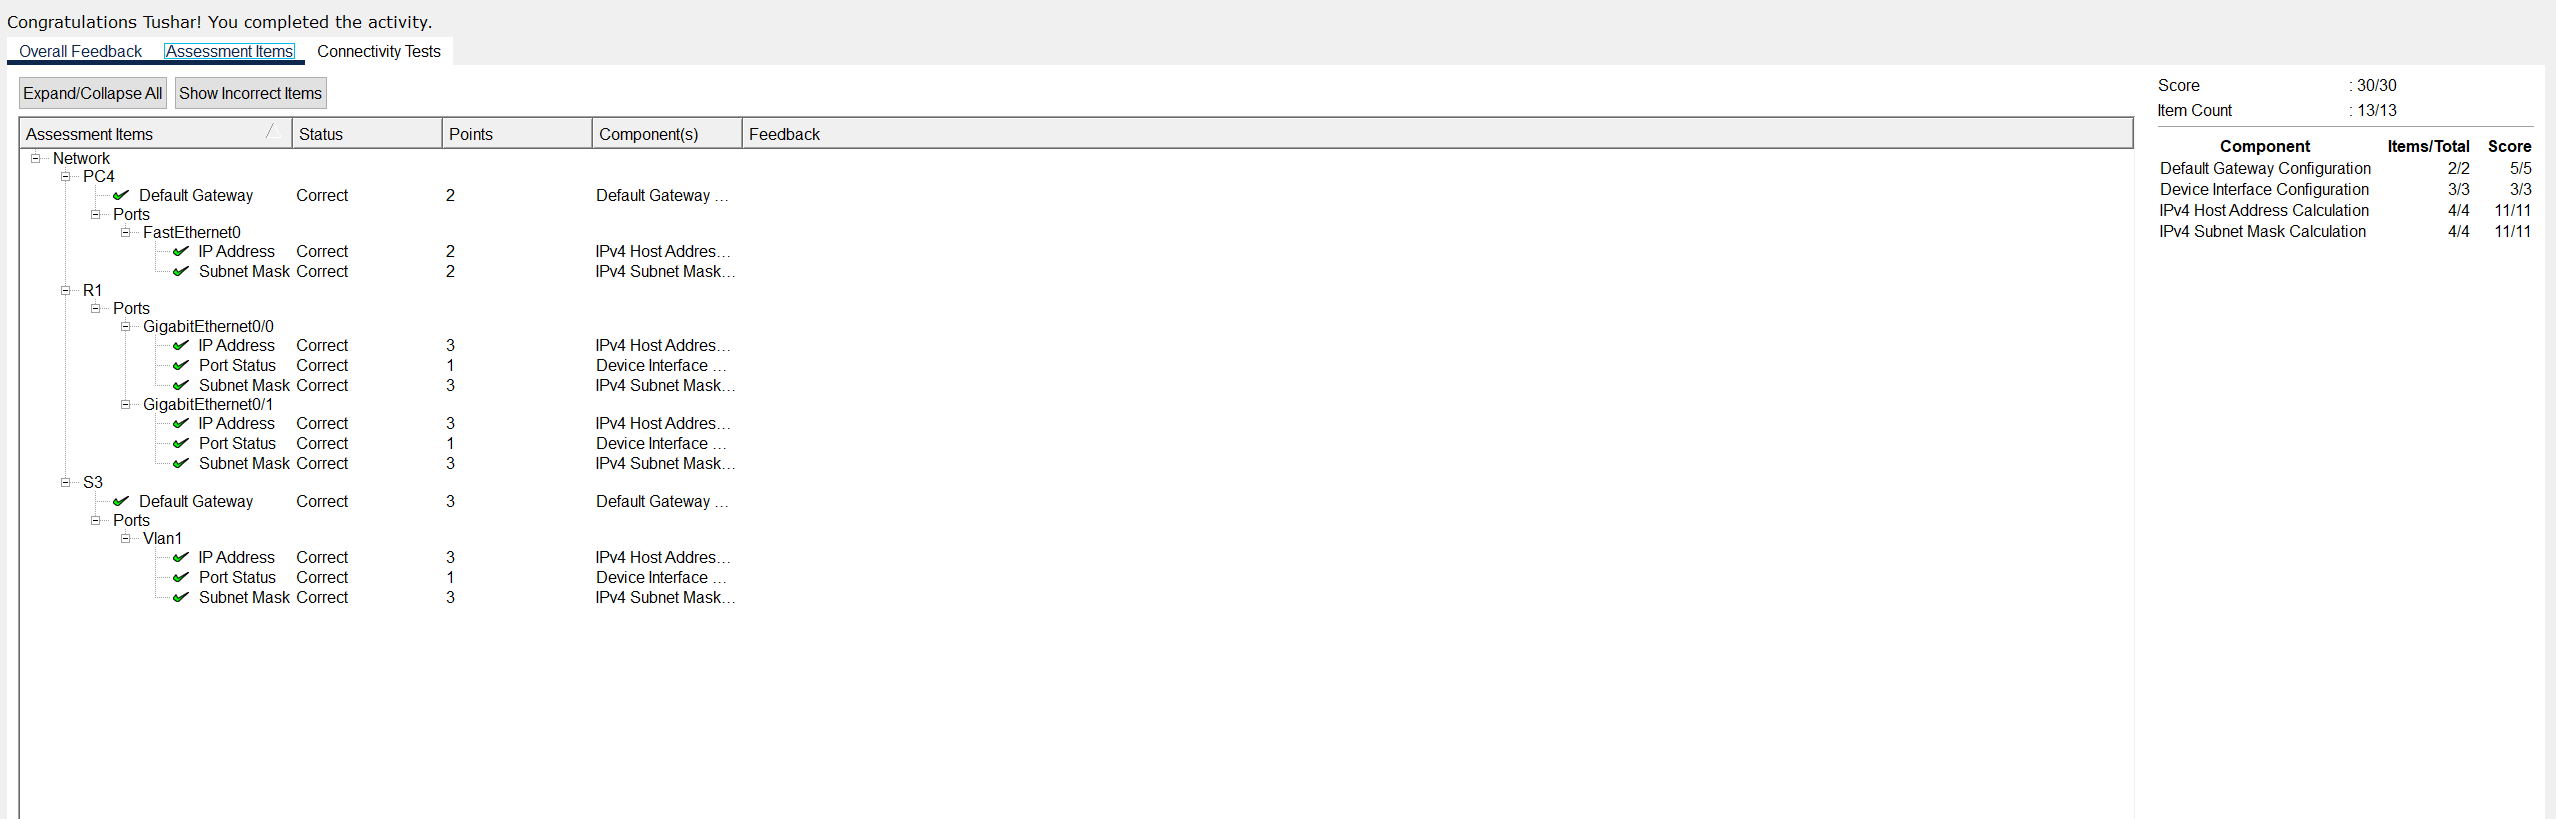 Congratulations Tushar! You completed the activity.
Overall Feedback Assessment Items Connectivity Tests
Expand/Collapse All Show Incorrect Items
Assessment Items Status Points Component(s) Feedback
Network
PC4
Default Gateway Correct 2 Default Gateway ...
Ports
FastEthernet0
IP Address Correct 2 IPv4 Host Addres...
Subnet Mask Correct 2 IPv4 Subnet Mask...
R1
Ports
GigabitEthernet0/0
IP Address Correct 3 IPv4 Host Addres...
Port Status Correct 1 Device Interface ...
Subnet Mask Correct 3 IPv4 Subnet Mask...
GigabitEthernet0/1
IP Address Correct 3 IPv4 Host Addres...
Port Status Correct 1 Device Interface ...
Subnet Mask Correct 3 IPv4 Subnet Mask...
S3
Default Gateway Correct 3 Default Gateway ...
Ports
Vlan1
IP Address Correct 3 IPv4 Host Addres...
Port Status Correct 1 Device Interface ...
Subnet Mask Correct 3 IPv4 Subnet Mask...
Score : 30/30
Item Count : 13/13
Component Items/Total Score
Default Gateway Configuration 2/2 5/5
Device Interface Configuration 3/3 3/3
IPv4 Host Address Calculation 4/4 11/11
IPv4 Subnet Mask Calculation 4/4 11/11